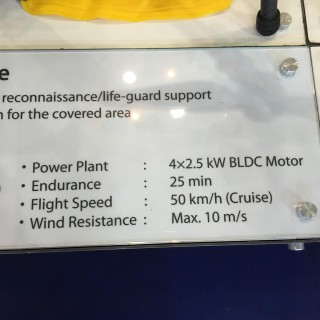 e
reconnaissance/life-guard support
for the covered area
• Power Plant : 4×2.5 kW BLDC Motor
• Endurance : 25 min
• Flight Speed : 50 km/h (Cruise)
• Wind Resistance : Max. 10 m/s